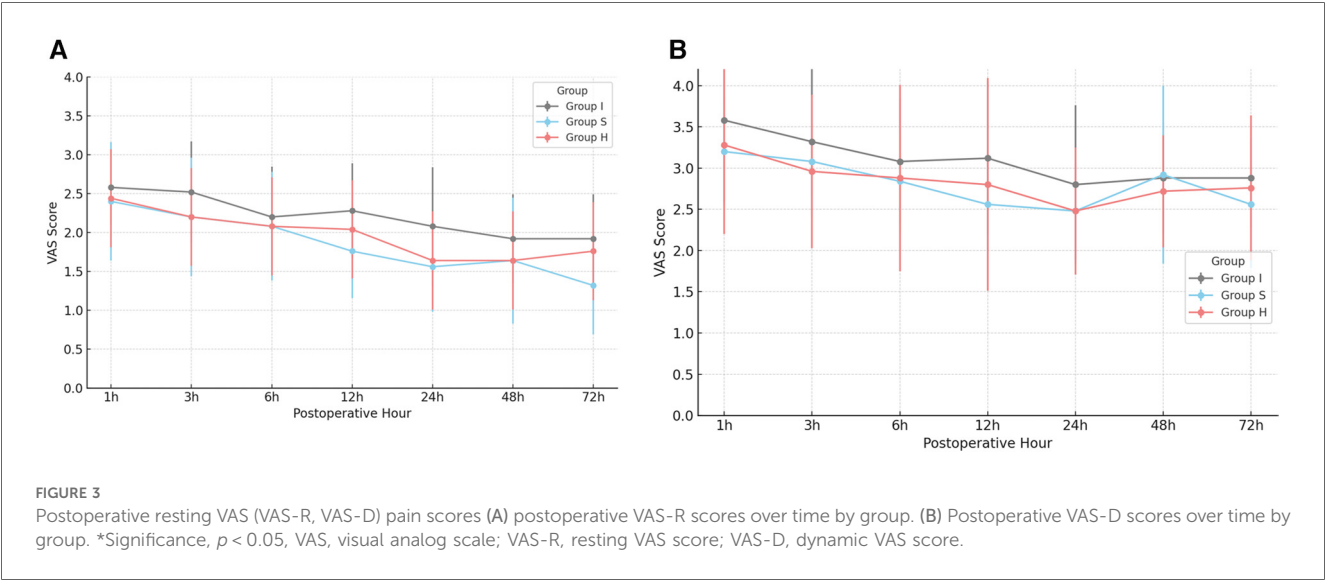 A
4.0
3.5
3.0
2.5
2.0
1.5
1.0
0.5
0.0
VAS Score
Group
Group I
Group S
Group H
1h 3h 6h 12h 24h 48h 72h
Postoperative Hour
B
4.0
3.5
3.0
2.5
2.0
1.5
1.0
0.5
0.0
VAS Score
Group
Group I
Group S
Group H
1h 3h 6h 12h 24h 48h 72h
Postoperative Hour
FIGURE 3
Postoperative resting VAS (VAS-R, VAS-D) pain scores (A) postoperative VAS-R scores over time by group. (B) Postoperative VAS-D scores over time by
group. *Significance, p < 0.05, VAS, visual analog scale; VAS-R, resting VAS score; VAS-D, dynamic VAS score.